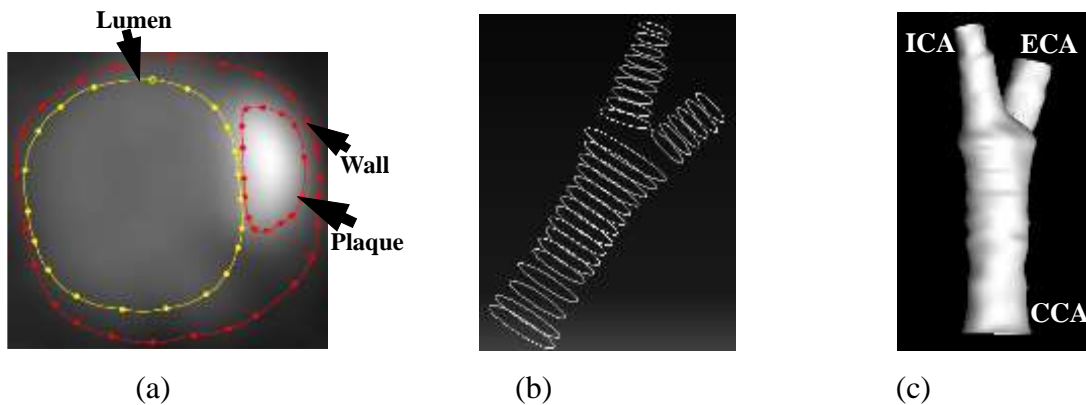 Lumen
Wall
Plaque
ICA
ECA
CCA
(a)
(b)
(c)